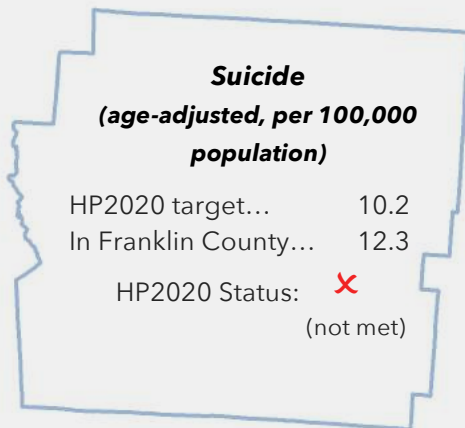 Suicide
(age-adjusted, per 100,000
population)
HP2020 target… 10.2
In Franklin County… 12.3
HP2020 Status: ✗
(not met)